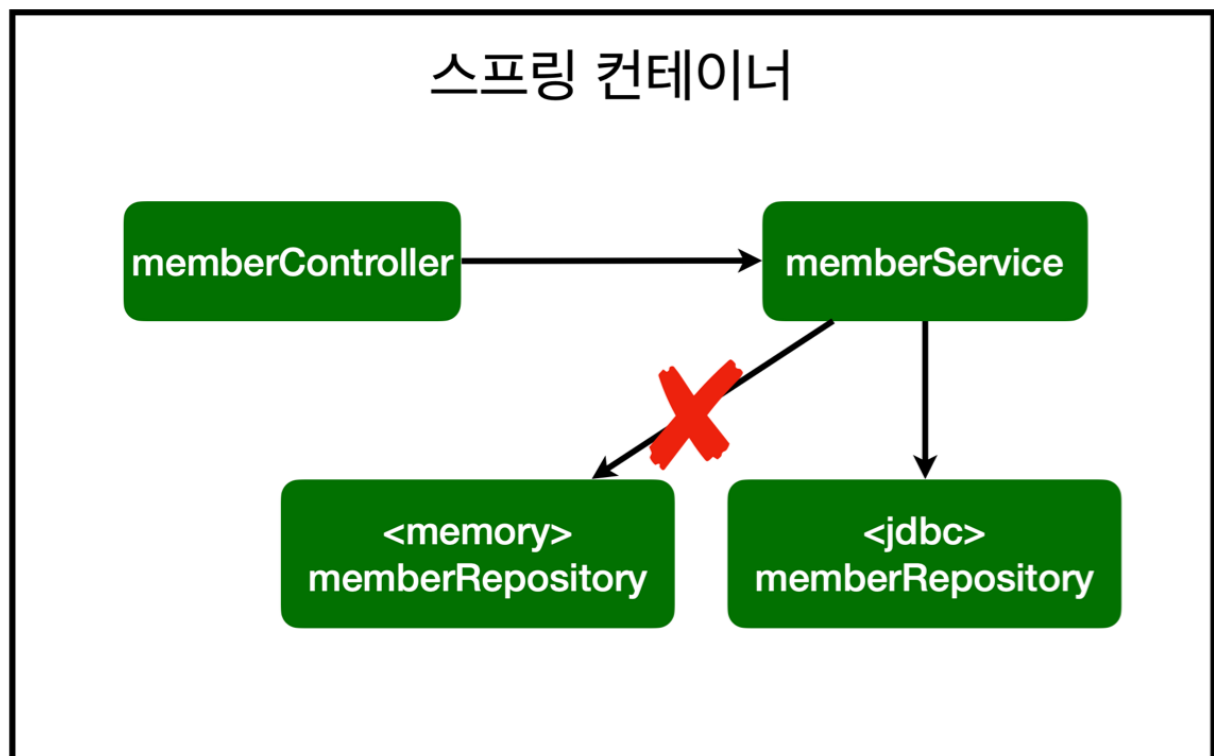 스프링 컨테이너
memberController
memberService
<memory>
memberRepository
<jdbc>
memberRepository